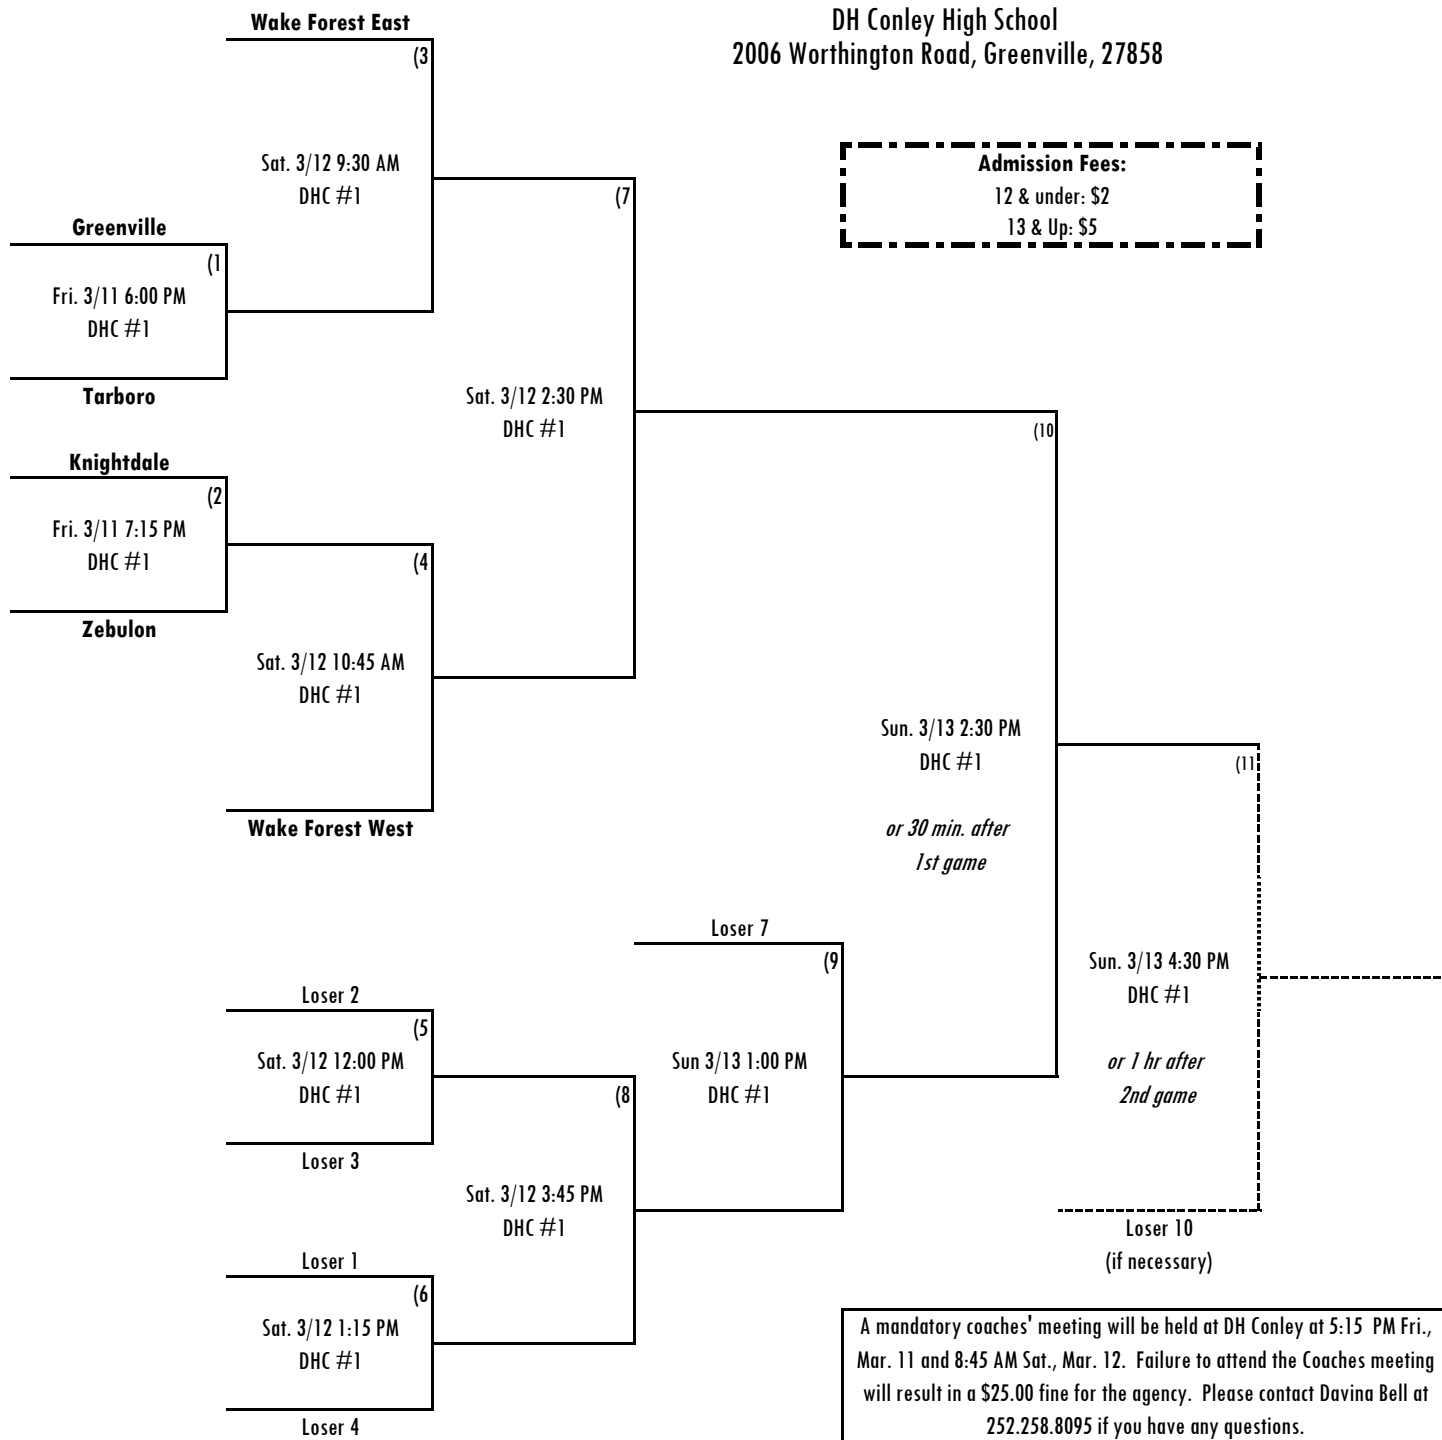 DH Conley High School
2006 Worthington Road, Greenville, 27858
Admission Fees:
12 & under: $2
13 & Up: $5
Wake Forest East
(3
Sat. 3/12 9:30 AM
DHC #1
Greenville
(1
Fri. 3/11 6:00 PM
DHC #1
Tarboro
(7
Sat. 3/12 2:30 PM
DHC #1
Knightdale
(2
Fri. 3/11 7:15 PM
DHC #1
Zebulon
(4
Sat. 3/12 10:45 AM
DHC #1
Wake Forest West
(10
Sun. 3/13 2:30 PM
DHC #1
or 30 min. after
1st game
(11
Sun. 3/13 4:30 PM
DHC #1
or 1 hr after
2nd game
Loser 10
(if necessary)
Loser 7
(9
Sun 3/13 1:00 PM
DHC #1
Loser 2
(5
Sat. 3/12 12:00 PM
DHC #1
Loser 3
(8
Sat. 3/12 3:45 PM
DHC #1
Loser 1
(6
Sat. 3/12 1:15 PM
DHC #1
Loser 4
A mandatory coaches' meeting will be held at DH Conley at 5:15 PM Fri.,
Mar. 11 and 8:45 AM Sat., Mar. 12. Failure to attend the Coaches meeting
will result in a $25.00 fine for the agency. Please contact Davina Bell at
252.258.8095 if you have any questions.